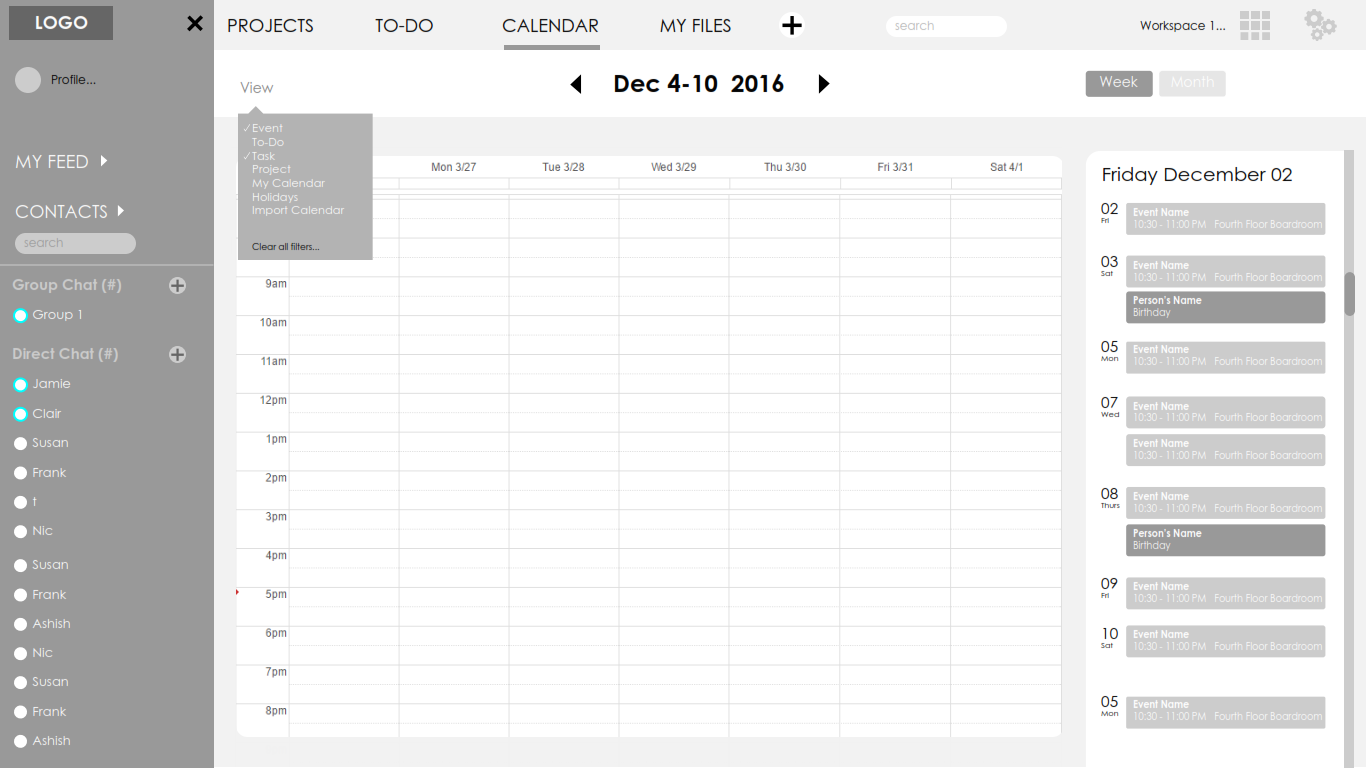 LOGO
Profile...
MY FEED
CONTACTS
search
Group Chat (#)
Group 1
Direct Chat (#)
Jamie
Clair
Susan
Frank
t
Nic
Susan
Frank
Ashish
Nic
Susan
Frank
Ashish
PROJECTS TO-DO CALENDAR MY FILES search Workspace 1...
View Dec 4-10 2016 Week Month
✓Event
To-Do
✓Task
Project
My Calendar
Holidays
Import Calendar
Clear all filters...
Mon 3/27 Tue 3/28 Wed 3/29 Thu 3/30 Fri 3/31 Sat 4/1
9am
10am
11am
12pm
1pm
2pm
3pm
4pm
5pm
6pm
7pm
8pm
Friday December 02
02 Event Name
Fri 10:30 - 11:00 PM Fourth Floor Boardroom
03 Event Name
Sat 10:30 - 11:00 PM Fourth Floor Boardroom
Person's Name
Birthday
05 Event Name
Mon 10:30 - 11:00 PM Fourth Floor Boardroom
07 Event Name
Wed 10:30 - 11:00 PM Fourth Floor Boardroom
Event Name
10:30 - 11:00 PM Fourth Floor Boardroom
08 Event Name
Thurs 10:30 - 11:00 PM Fourth Floor Boardroom
Person's Name
Birthday
09 Event Name
Fri 10:30 - 11:00 PM Fourth Floor Boardroom
10 Event Name
Sat 10:30 - 11:00 PM Fourth Floor Boardroom
05 Event Name
Mon 10:30 - 11:00 PM Fourth Floor Boardroom